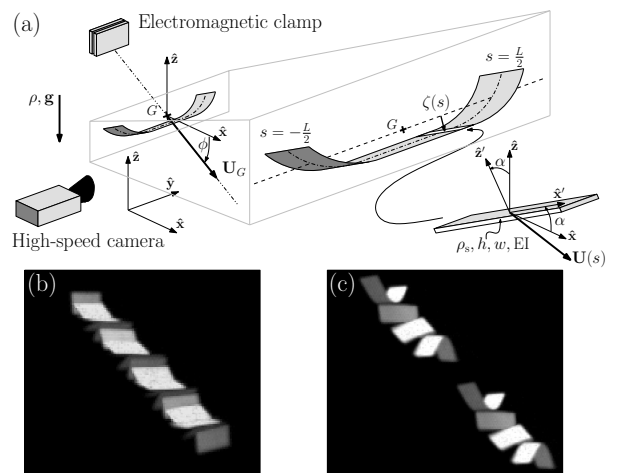 (a)
Electromagnetic clamp
ẑ
G
ρ, g
x̂
ϕ
U_G
ẑ
ŷ
x̂
High-speed camera
s = L/2
ζ(s)
G
s = −L/2
ẑ
ẑ′
α
x̂′
α
x̂
ρ_s, h, w, EI
U(s)
(b)
(c)